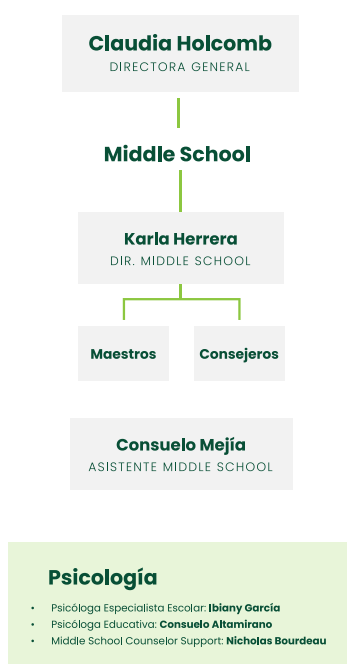 Claudia Holcomb
DIRECTORA GENERAL
Middle School
Karla Herrera
DIR. MIDDLE SCHOOL
Maestros
Consejeros
Consuelo Mejía
ASISTENTE MIDDLE SCHOOL
Psicología
• Psicóloga Especialista Escolar: Ibiany García
• Psicóloga Educativa: Consuelo Altamirano
• Middle School Counselor Support: Nicholas Bourdeau